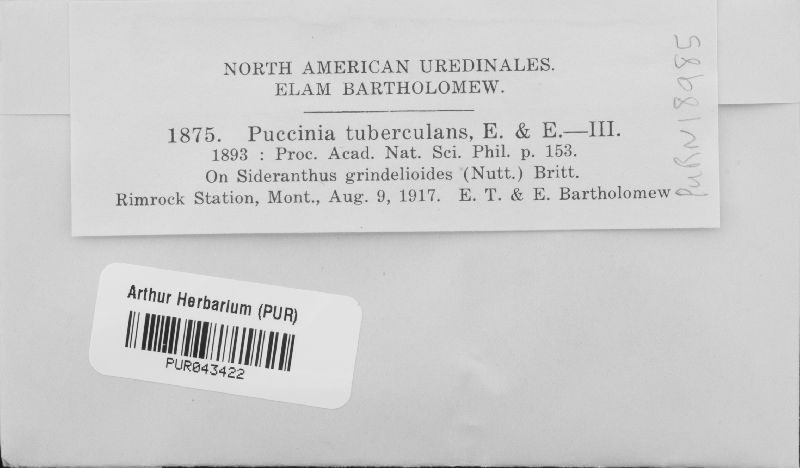 NORTH AMERICAN UREDINALES.
ELAM BARTHOLOMEW.
1875. Puccinia tuberculans, E. & E.—III.
1893 : Proc. Acad. Nat. Sci. Phil. p. 153.
On Sideranthus grindelioides (Nutt.) Britt.
Rimrock Station, Mont., Aug. 9, 1917. E. T. & E. Bartholomew
PURN18985
Arthur Herbarium (PUR)
PUR043422